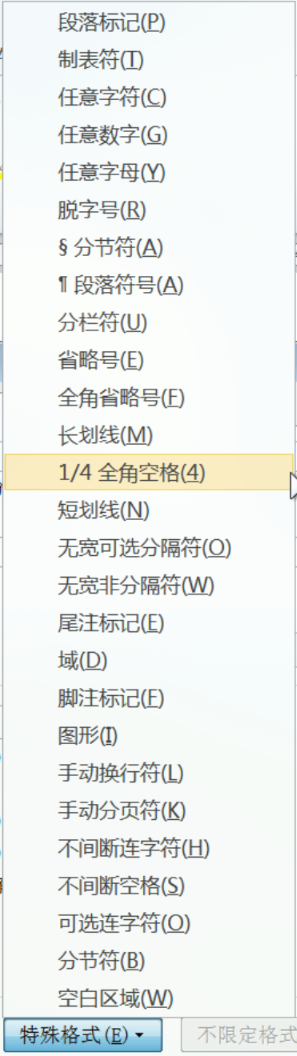 段落标记(P)
制表符(T)
任意字符(C)
任意数字(G)
任意字母(Y)
脱字号(R)
§ 分节符(A)
¶ 段落符号(A)
分栏符(U)
省略号(E)
全角省略号(F)
长划线(M)
1/4 全角空格(4)
短划线(N)
无宽可选分隔符(O)
无宽非分隔符(W)
尾注标记(E)
域(D)
脚注标记(F)
图形(I)
手动换行符(L)
手动分页符(K)
不间断连字符(H)
不间断空格(S)
可选连字符(O)
分节符(B)
空白区域(W)
特殊格式(E) 不限定格式